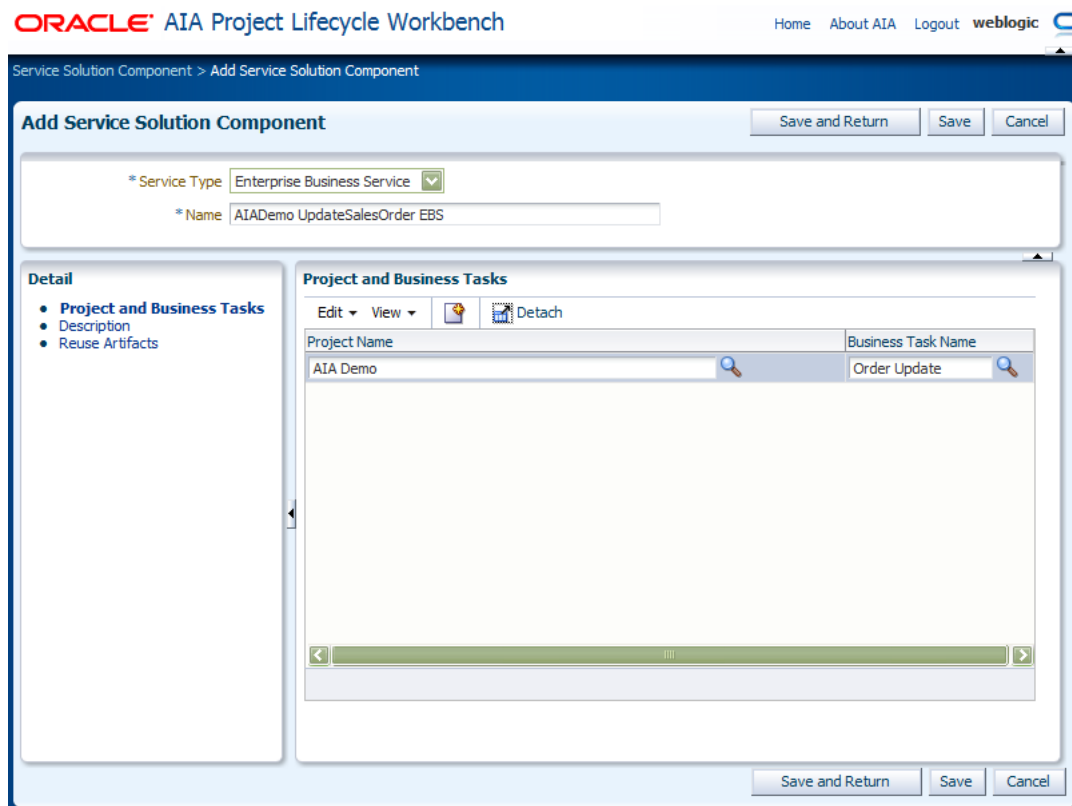 ORACLE AIA Project Lifecycle Workbench
Home About AIA Logout weblogic
Service Solution Component > Add Service Solution Component
Add Service Solution Component
Save and Return Save Cancel
* Service Type Enterprise Business Service
* Name AIADemo UpdateSalesOrder EBS
Detail
Project and Business Tasks
Description
Reuse Artifacts
Project and Business Tasks
Edit View Detach
Project Name Business Task Name
AIA Demo Order Update
Save and Return Save Cancel